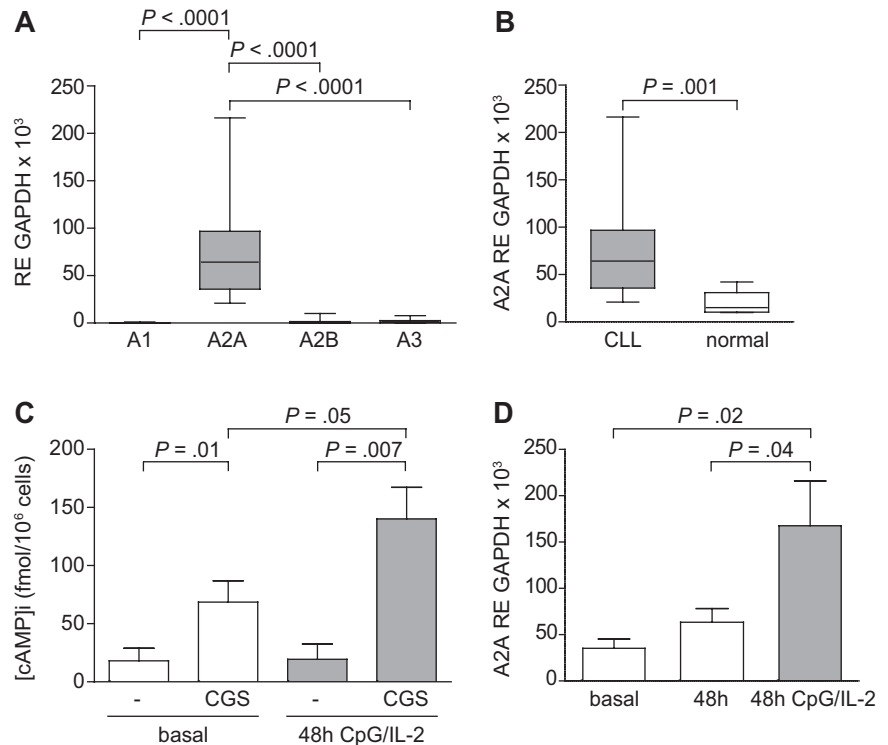 A
P < .0001
P < .0001
P < .0001
RE GAPDH x 10³
250
200
150
100
50
0
A1 A2A A2B A3
B
P = .001
A2A RE GAPDH x 10³
250
200
150
100
50
0
CLL normal
C
P = .05
P = .01 P = .007
[cAMP]i (fmol/10⁶ cells)
200
150
100
50
0
- CGS - CGS
basal 48h CpG/IL-2
D
P = .02
P = .04
A2A RE GAPDH x 10³
250
200
150
100
50
0
basal 48h 48h CpG/IL-2